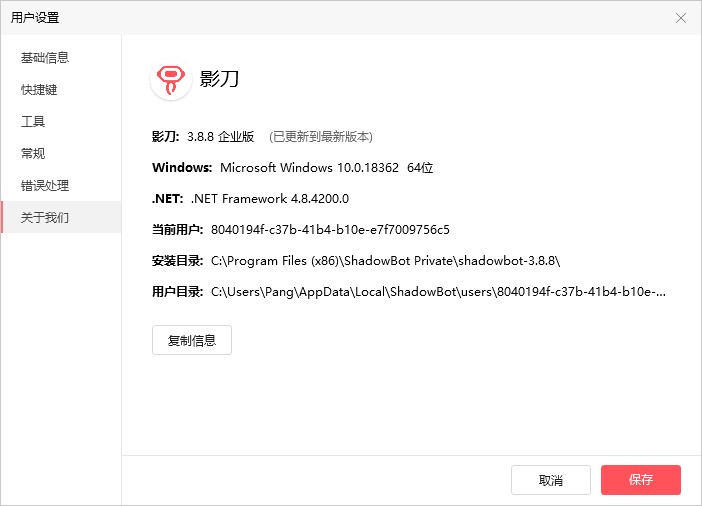 用户设置
基础信息
快捷键
工具
常规
错误处理
关于我们
影刀
影刀: 3.8.8 企业版 (已更新到最新版本)
Windows: Microsoft Windows 10.0.18362 64位
.NET: .NET Framework 4.8.4200.0
当前用户: 8040194f-c37b-41b4-b10e-e7f7009756c5
安装目录: C:\Program Files (x86)\ShadowBot Private\shadowbot-3.8.8\
用户目录: C:\Users\Pang\AppData\Local\ShadowBot\users\8040194f-c37b-41b4-b10e-...
复制信息
取消
保存